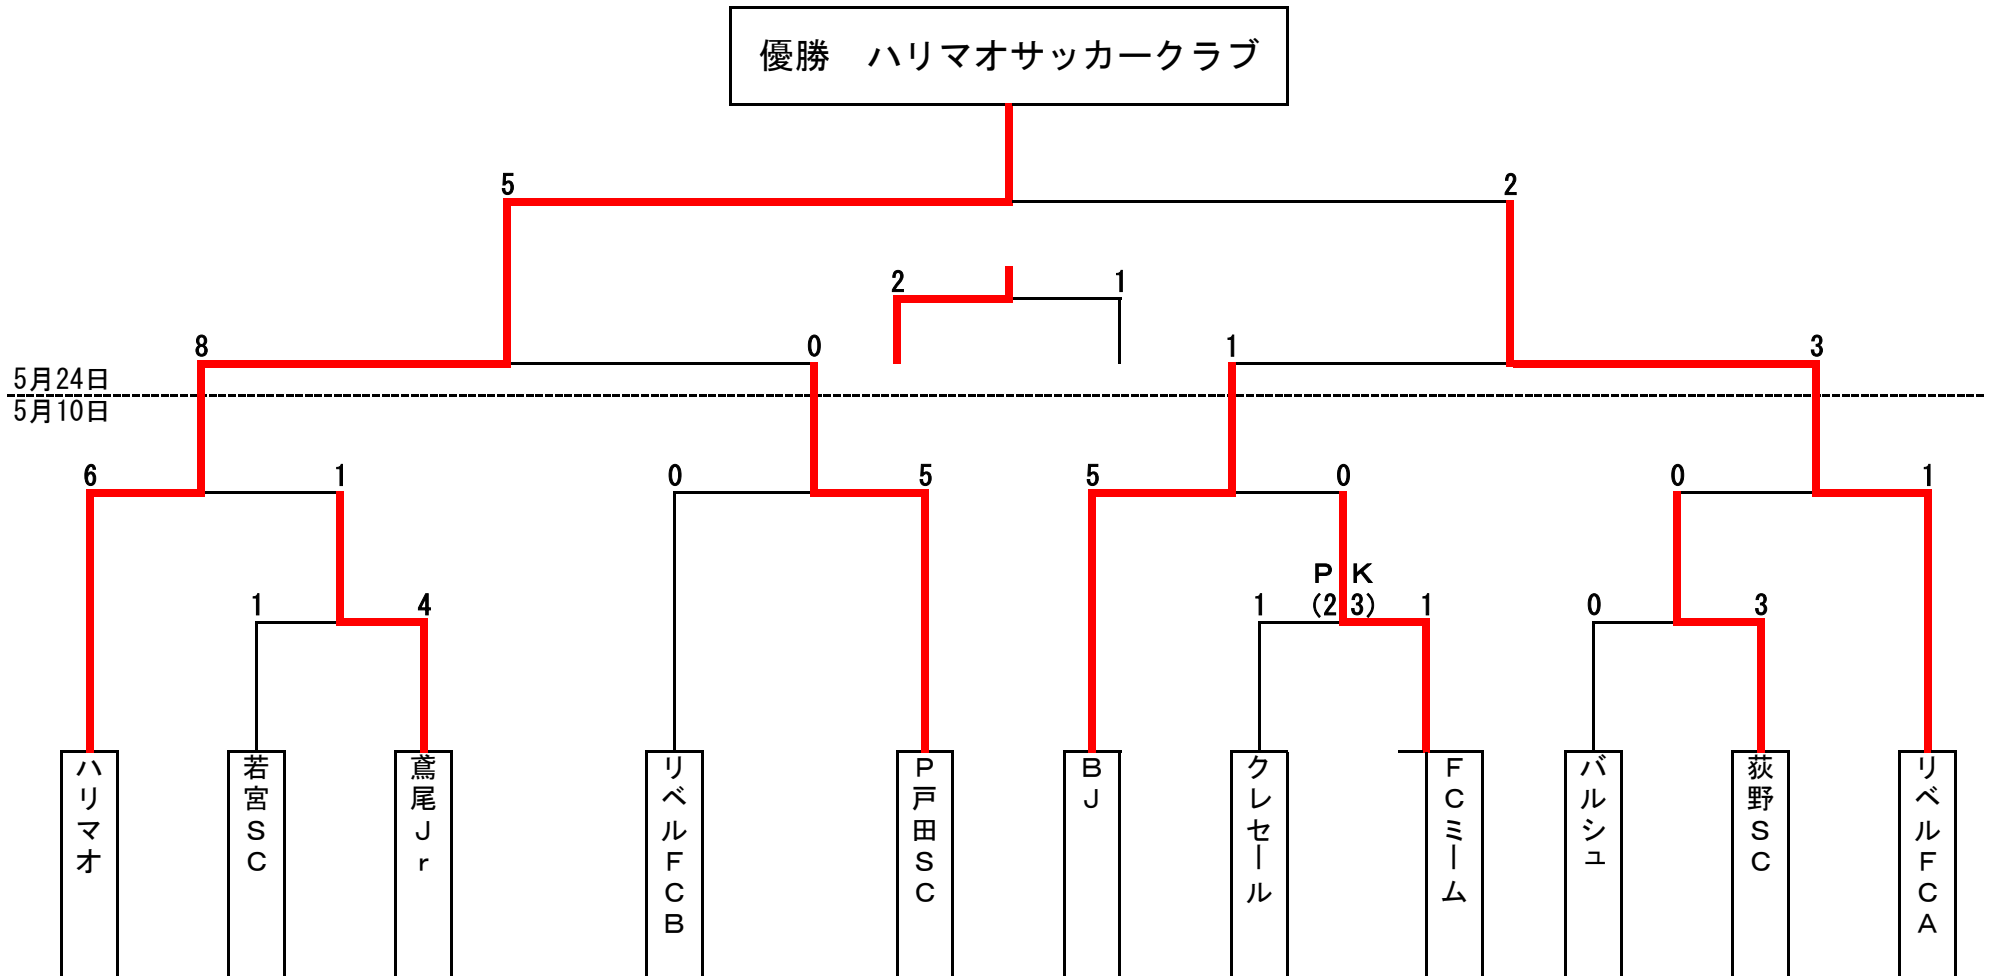 優勝　ハリマオサッカークラブ
5 2
2 1
8 0 1 3
5月24日
5月10日
6 1 0 5 5 0 0 1
ＰＫ
1 4 1 (2 3) 1 0 3
ハリマオ
若宮ＳＣ
鳶尾Ｊｒ
リベルＦＣＢ
Ｐ戸田ＳＣ
ＢＪ
クレセール
ＦＣミーム
バルシュ
荻野ＳＣ
リベルＦＣＡ